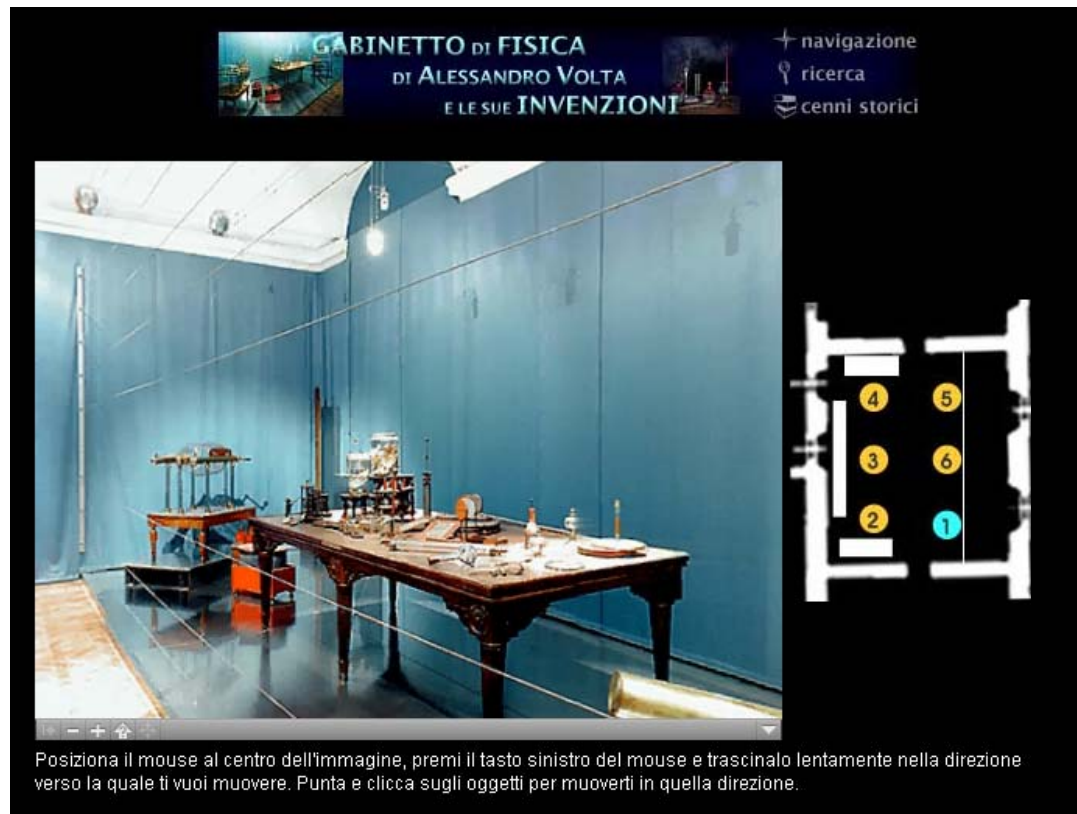 IL GABINETTO DI FISICA
DI ALESSANDRO VOLTA
E LE SUE INVENZIONI
navigazione
ricerca
cenni storici
4 5
3 6
2 1
Posiziona il mouse al centro dell'immagine, premi il tasto sinistro del mouse e trascinalo lentamente nella direzione
verso la quale ti vuoi muovere. Punta e clicca sugli oggetti per muoverti in quella direzione.